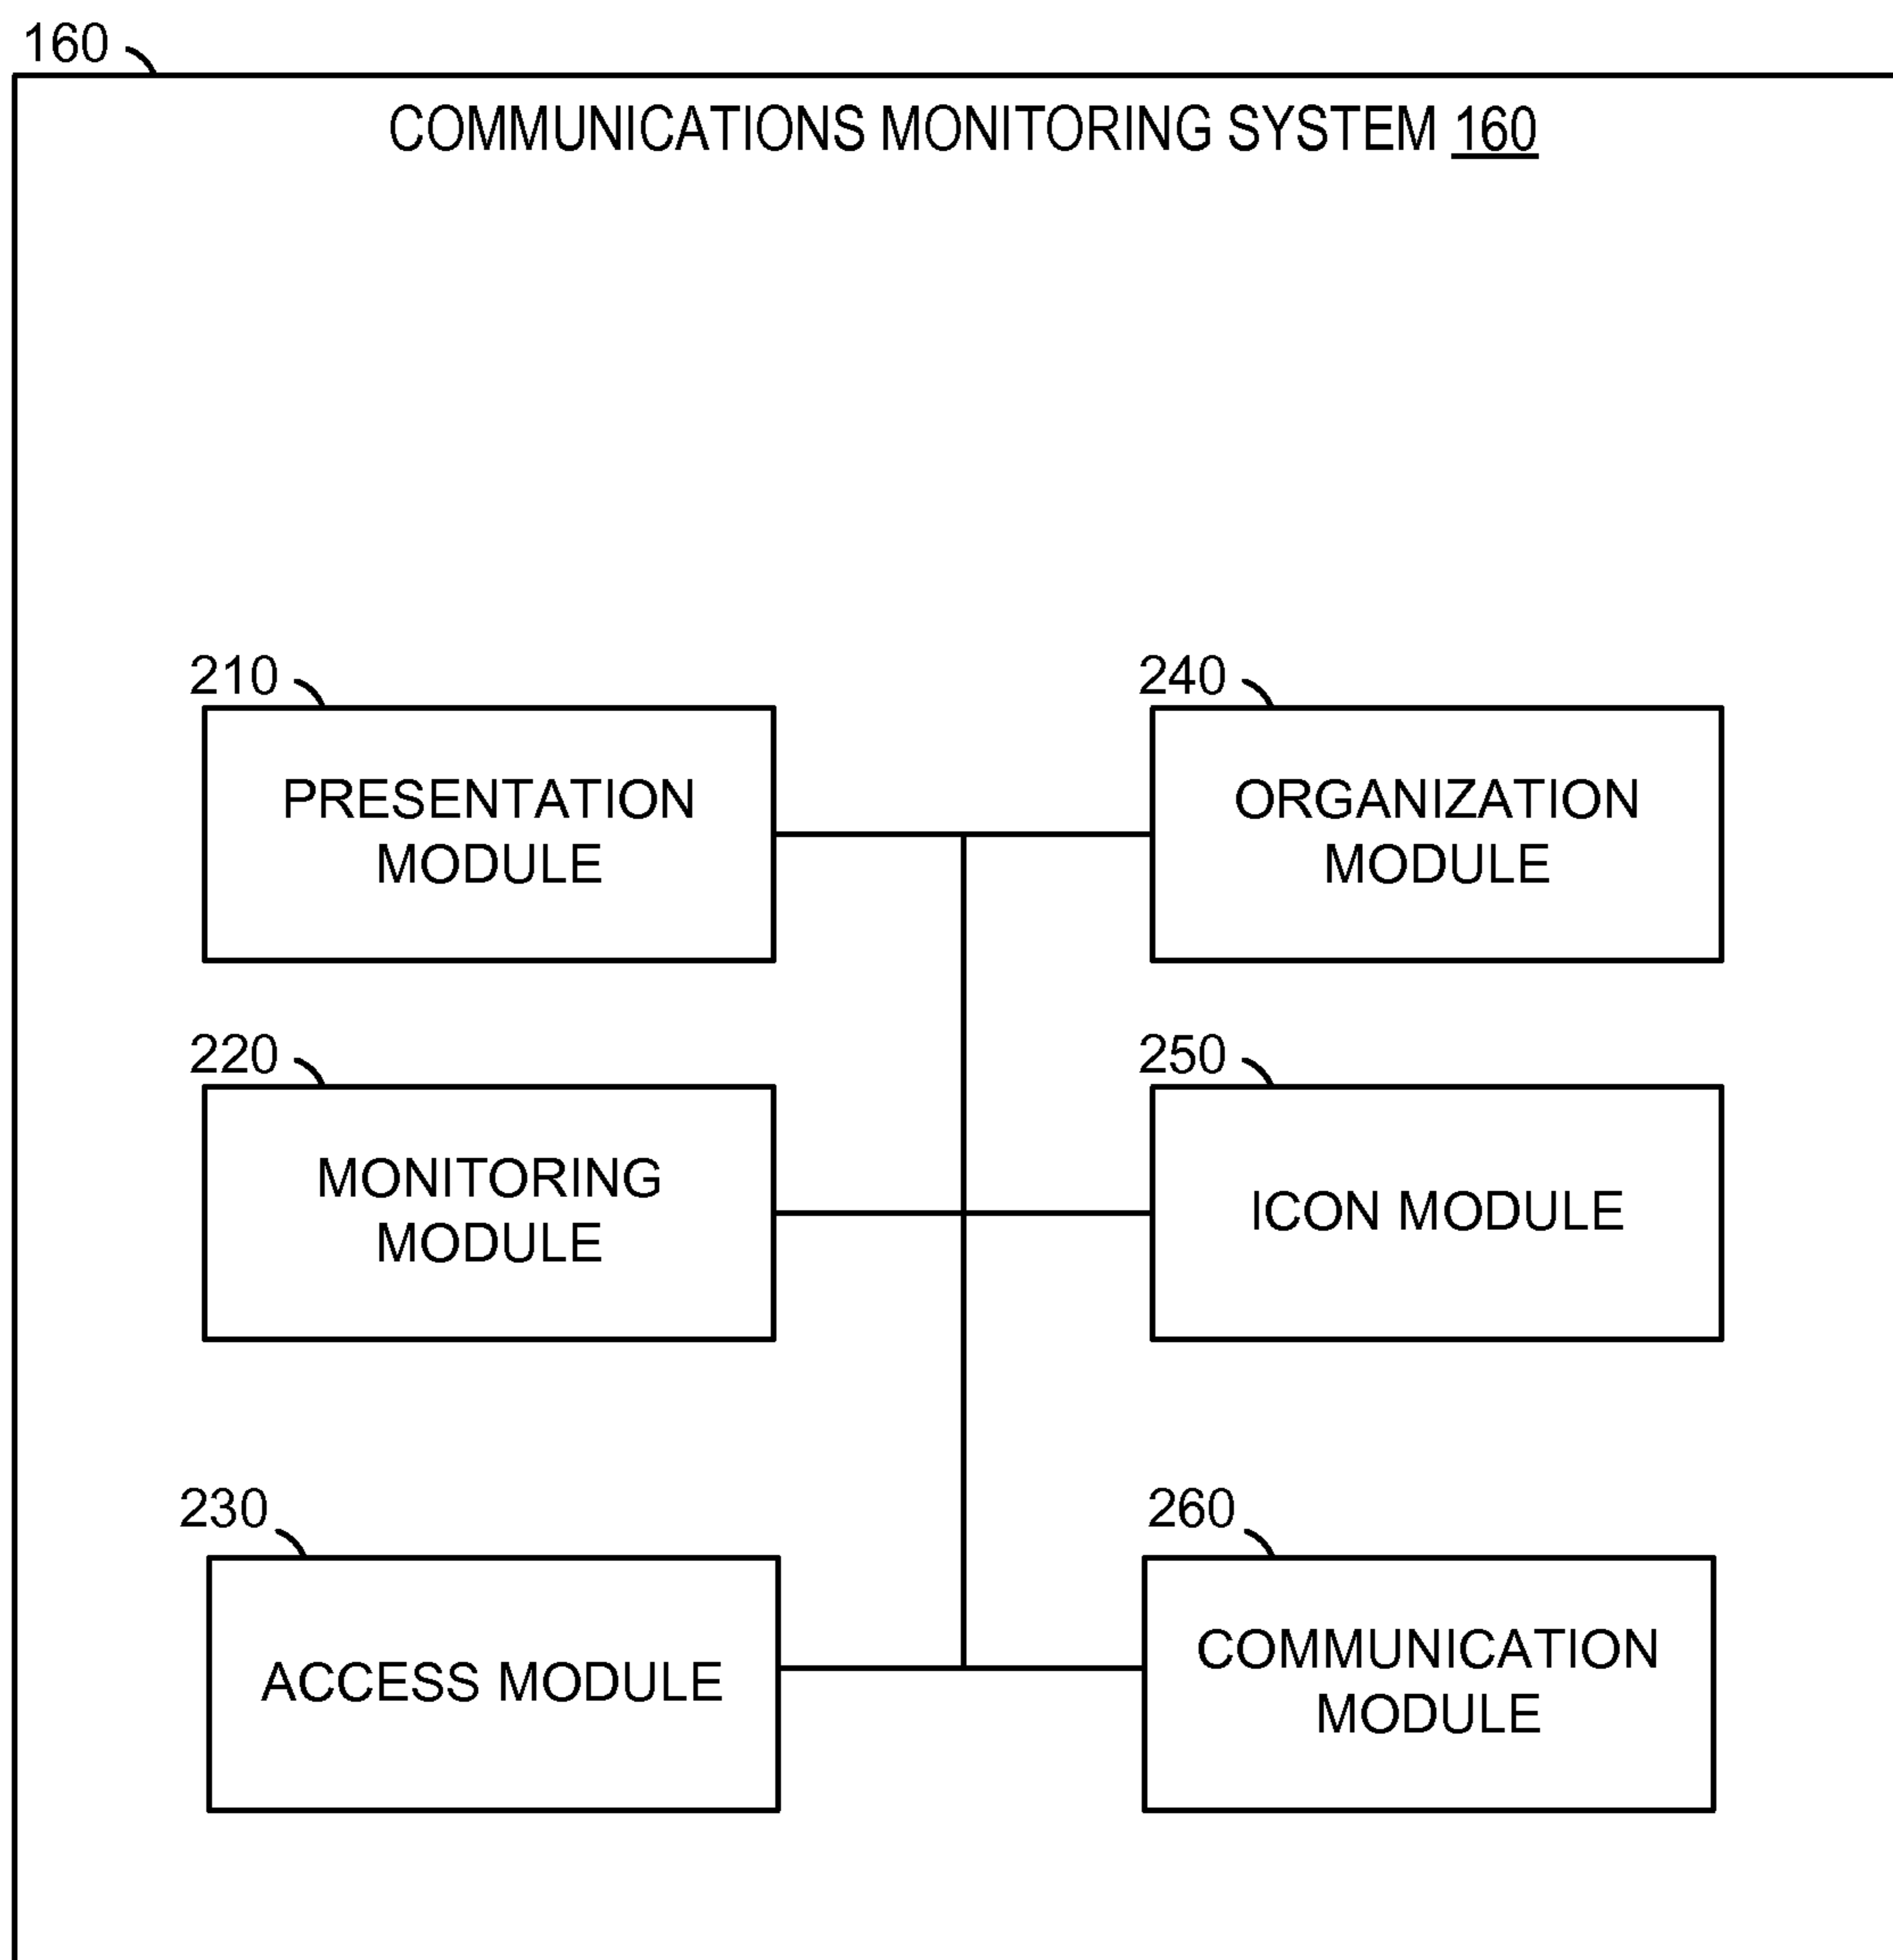 160
COMMUNICATIONS MONITORING SYSTEM 160
210
PRESENTATION
MODULE
240
ORGANIZATION
MODULE
220
MONITORING
MODULE
250
ICON MODULE
230
ACCESS MODULE
260
COMMUNICATION
MODULE